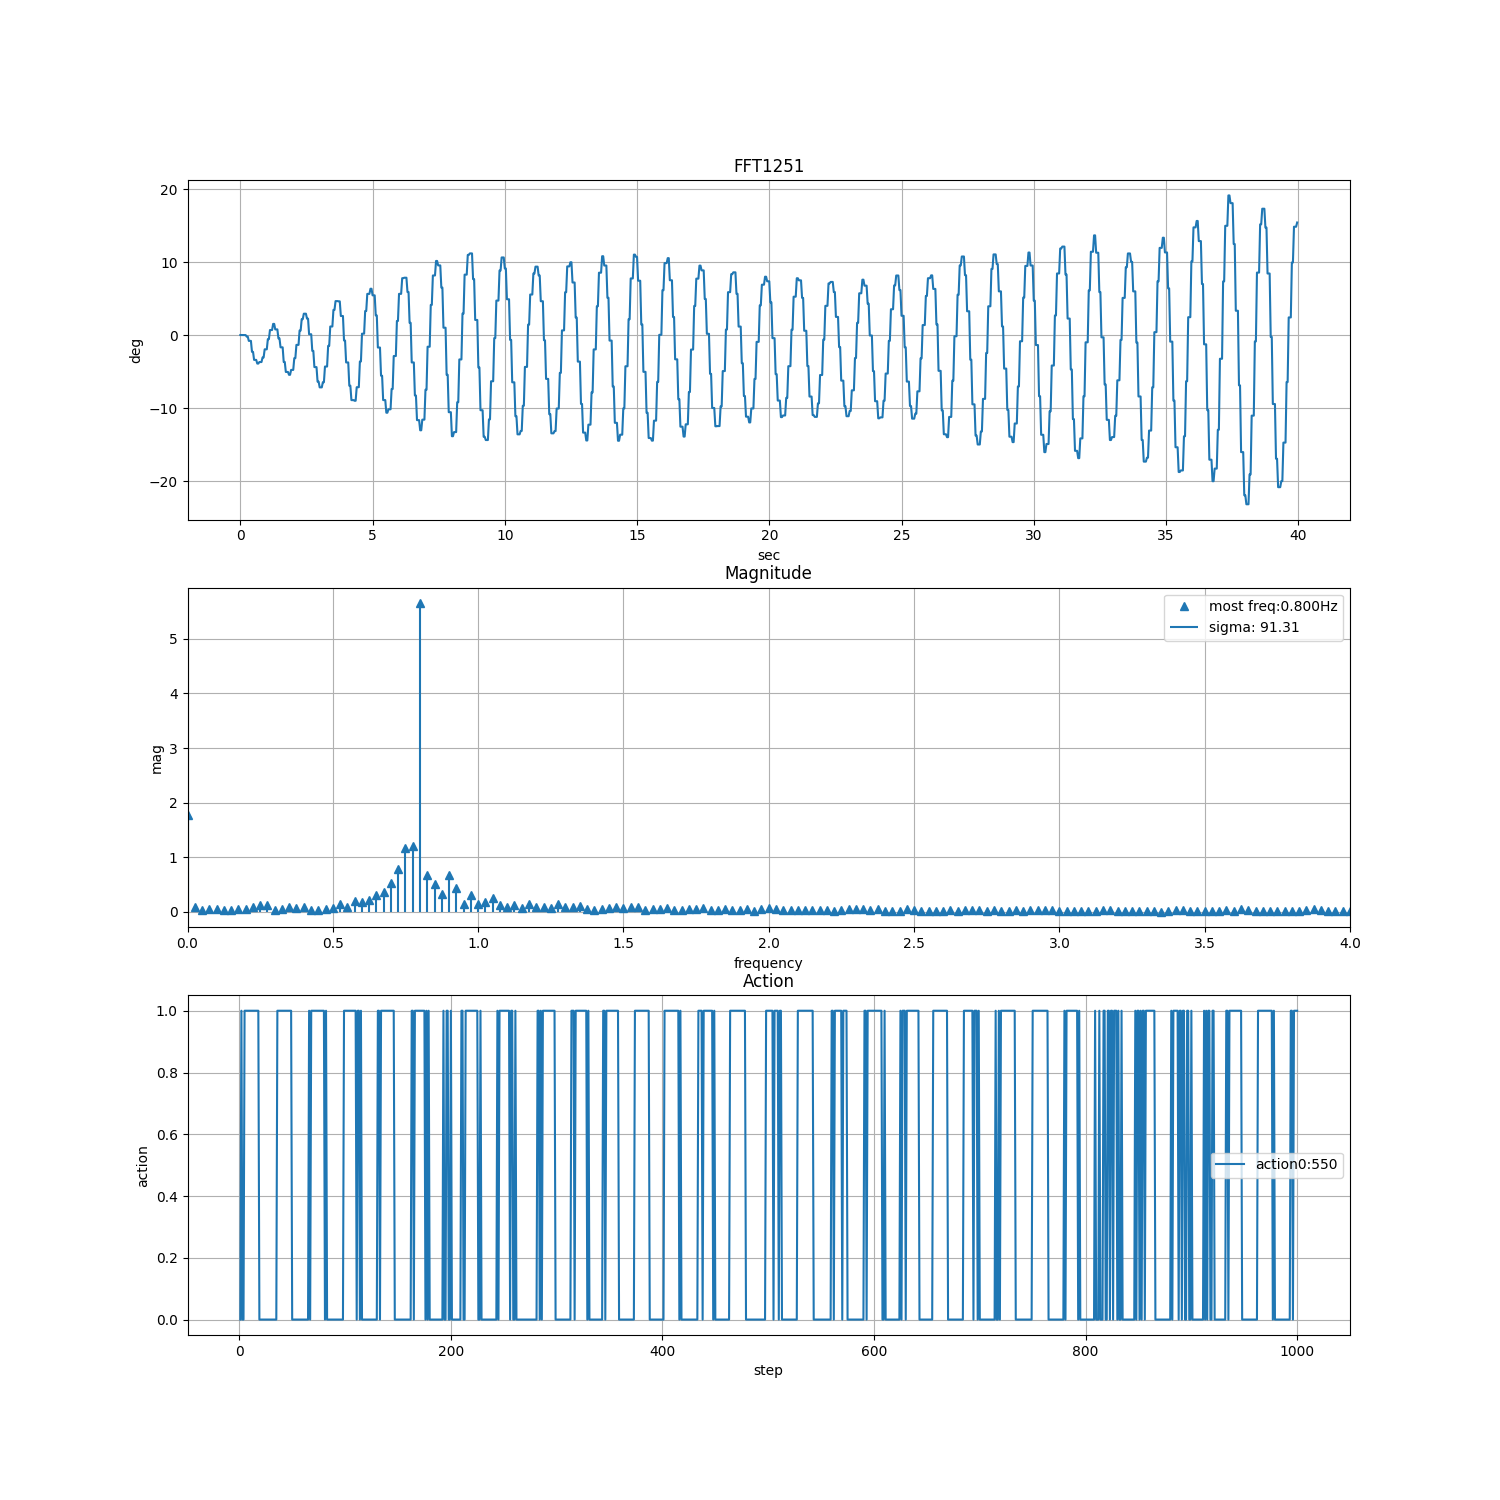 FFT1251
20
10
0
−10
−20
deg
0 5 10 15 20 25 30 35 40
sec
Magnitude
most freq:0.800Hz
sigma: 91.31
5
4
3
2
1
0
mag
0.0 0.5 1.0 1.5 2.0 2.5 3.0 3.5 4.0
frequency
Action
1.0
0.8
0.6
0.4
0.2
0.0
action
action0:550
0 200 400 600 800 1000
step